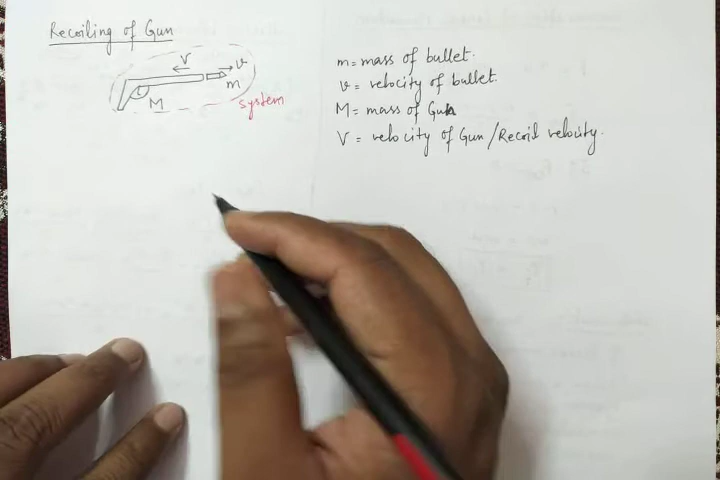 Recoiling of Gun
V
v
m
M
system
m = mass of bullet.
v = velocity of bullet.
M = mass of Gun
V = velocity of Gun / Recoil velocity.